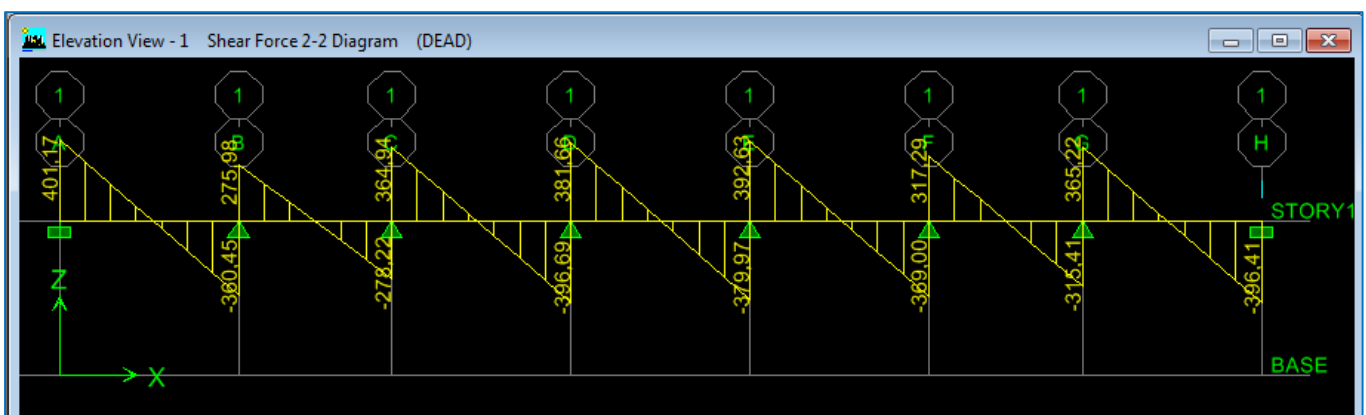 Elevation View - 1 Shear Force 2-2 Diagram (DEAD)
1 1 1 1 1 1 1 1
A B C D E F G H
401.17 275.98 364.94 381.66 392.63 317.29 365.22
STORY1
-360.45 -278.22 -396.69 -379.97 -369.00 -315.41 -396.41
Z
X
BASE